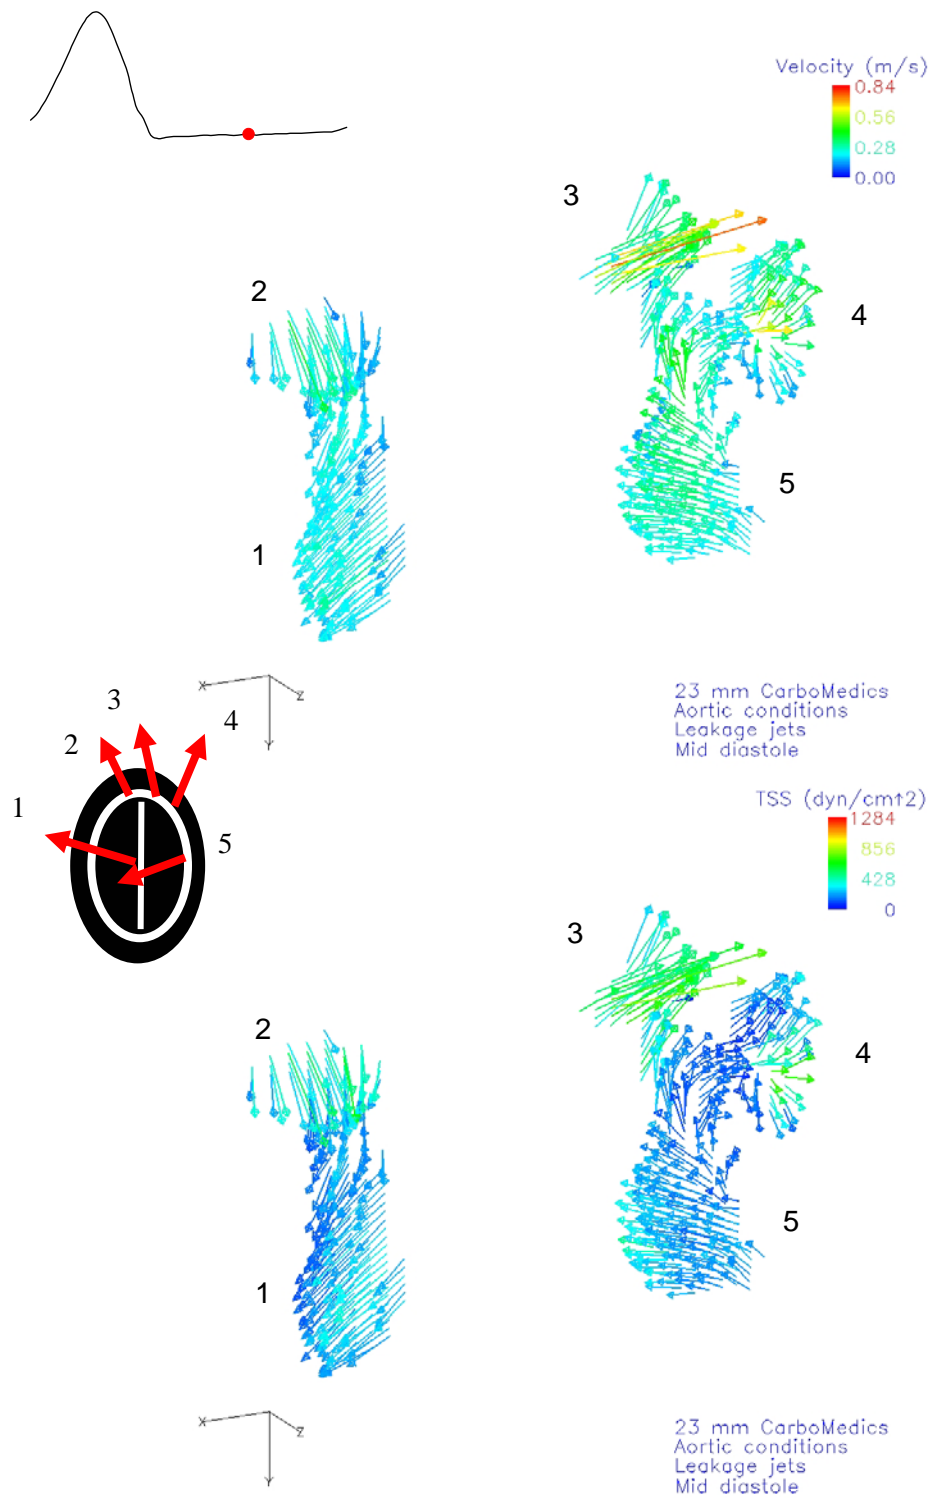 Velocity (m/s)
0.84
0.56
0.28
0.00
3
2
4
5
1
X
Z
Y
23 mm CarboMedics
Aortic conditions
Leakage jets
Mid diastole
3
4
2
1
5
TSS (dyn/cm↑2)
1284
856
428
0
3
2
4
5
1
X
Z
Y
23 mm CarboMedics
Aortic conditions
Leakage jets
Mid diastole